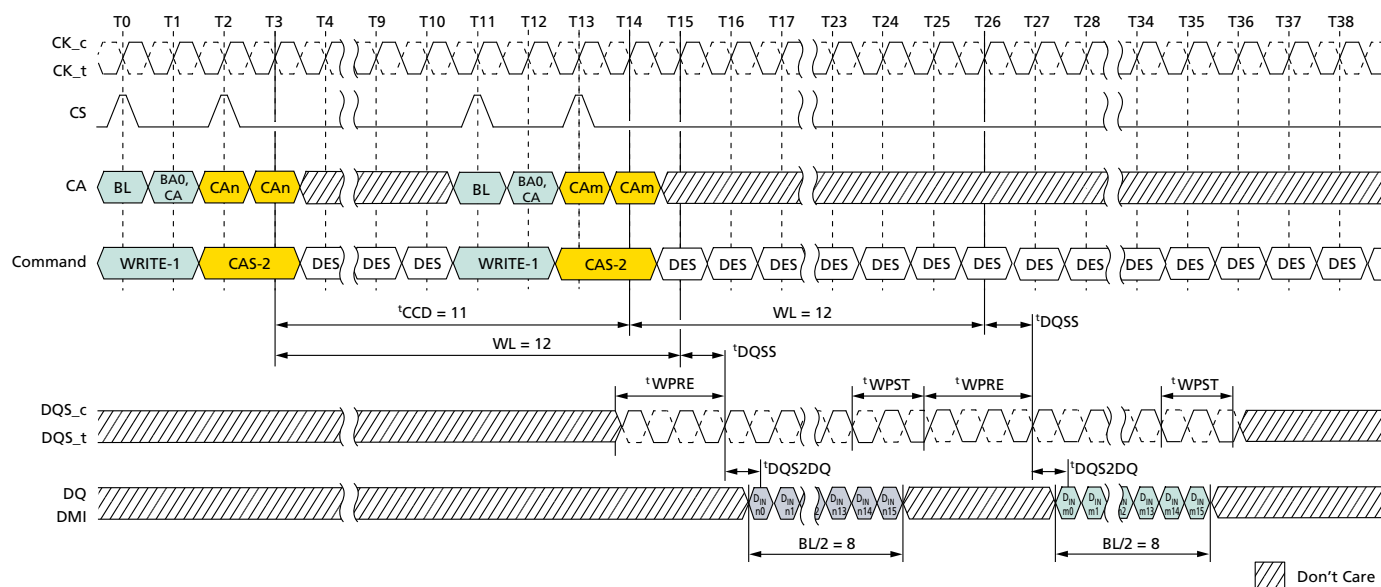 T0 T1 T2 T3 T4 T9 T10 T11 T12 T13 T14 T15 T16 T17 T23 T24 T25 T26 T27 T28 T34 T35 T36 T37 T38
CK_c
CK_t
CS
CA BL BA0, CA CAn CAn BL BA0, CA CAm CAm
Command WRITE-1 CAS-2 DES DES DES WRITE-1 CAS-2 DES DES DES DES DES DES DES DES DES DES DES DES DES DES
tCCD = 11 WL = 12 tDQSS
WL = 12 tDQSS
tWPRE tWPST tWPRE tWPST
DQS_c
DQS_t
tDQS2DQ tDQS2DQ
DQ DIN n0 DIN n1 DIN n13 DIN n14 DIN n15 DIN m0 DIN m1 DIN m13 DIN m14 DIN m15
DMI
BL/2 = 8 BL/2 = 8
Don't Care